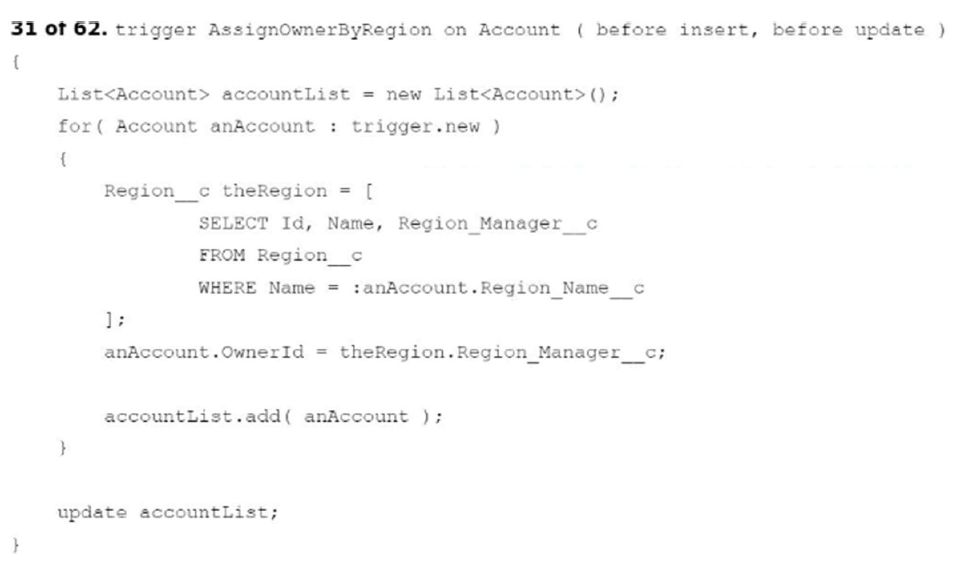 31 of 62. trigger AssignOwnerByRegion on Account ( before insert, before update )
{
List<Account> accountList = new List<Account>();
for( Account anAccount : trigger.new )
{
Region__c theRegion = [
SELECT Id, Name, Region_Manager__c
FROM Region__c
WHERE Name = :anAccount.Region_Name__c
];
anAccount.OwnerId = theRegion.Region_Manager__c;
accountList.add( anAccount );
}
update accountList;
}